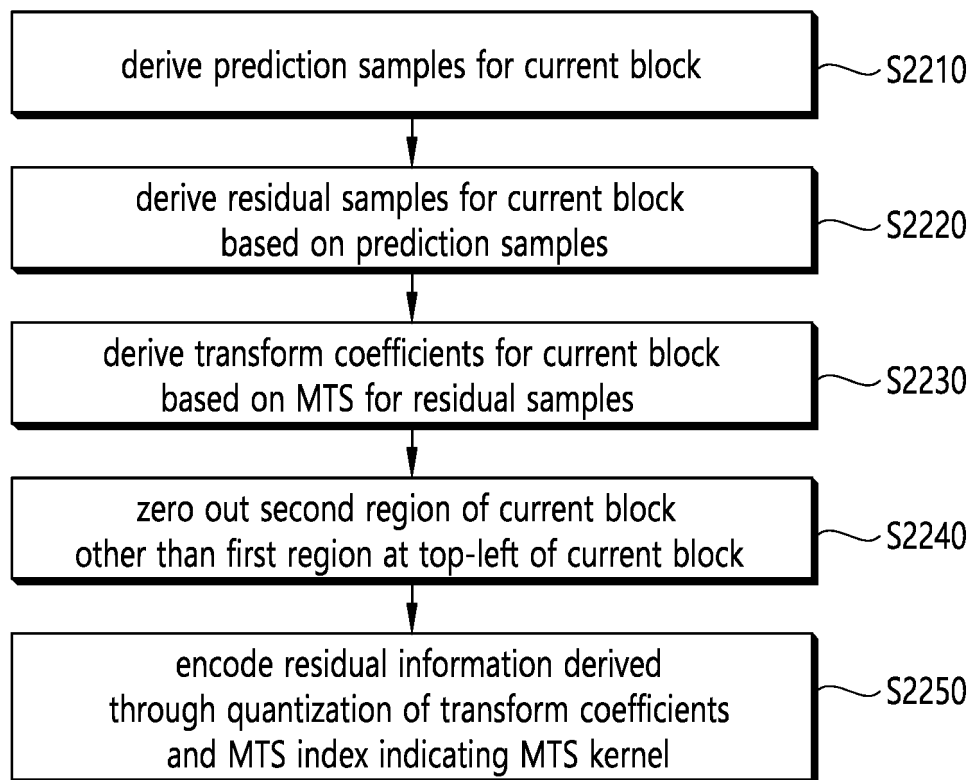 derive prediction samples for current block
S2210
derive residual samples for current block
based on prediction samples
S2220
derive transform coefficients for current block
based on MTS for residual samples
S2230
zero out second region of current block
other than first region at top-left of current block
S2240
encode residual information derived
through quantization of transform coefficients
and MTS index indicating MTS kernel
S2250